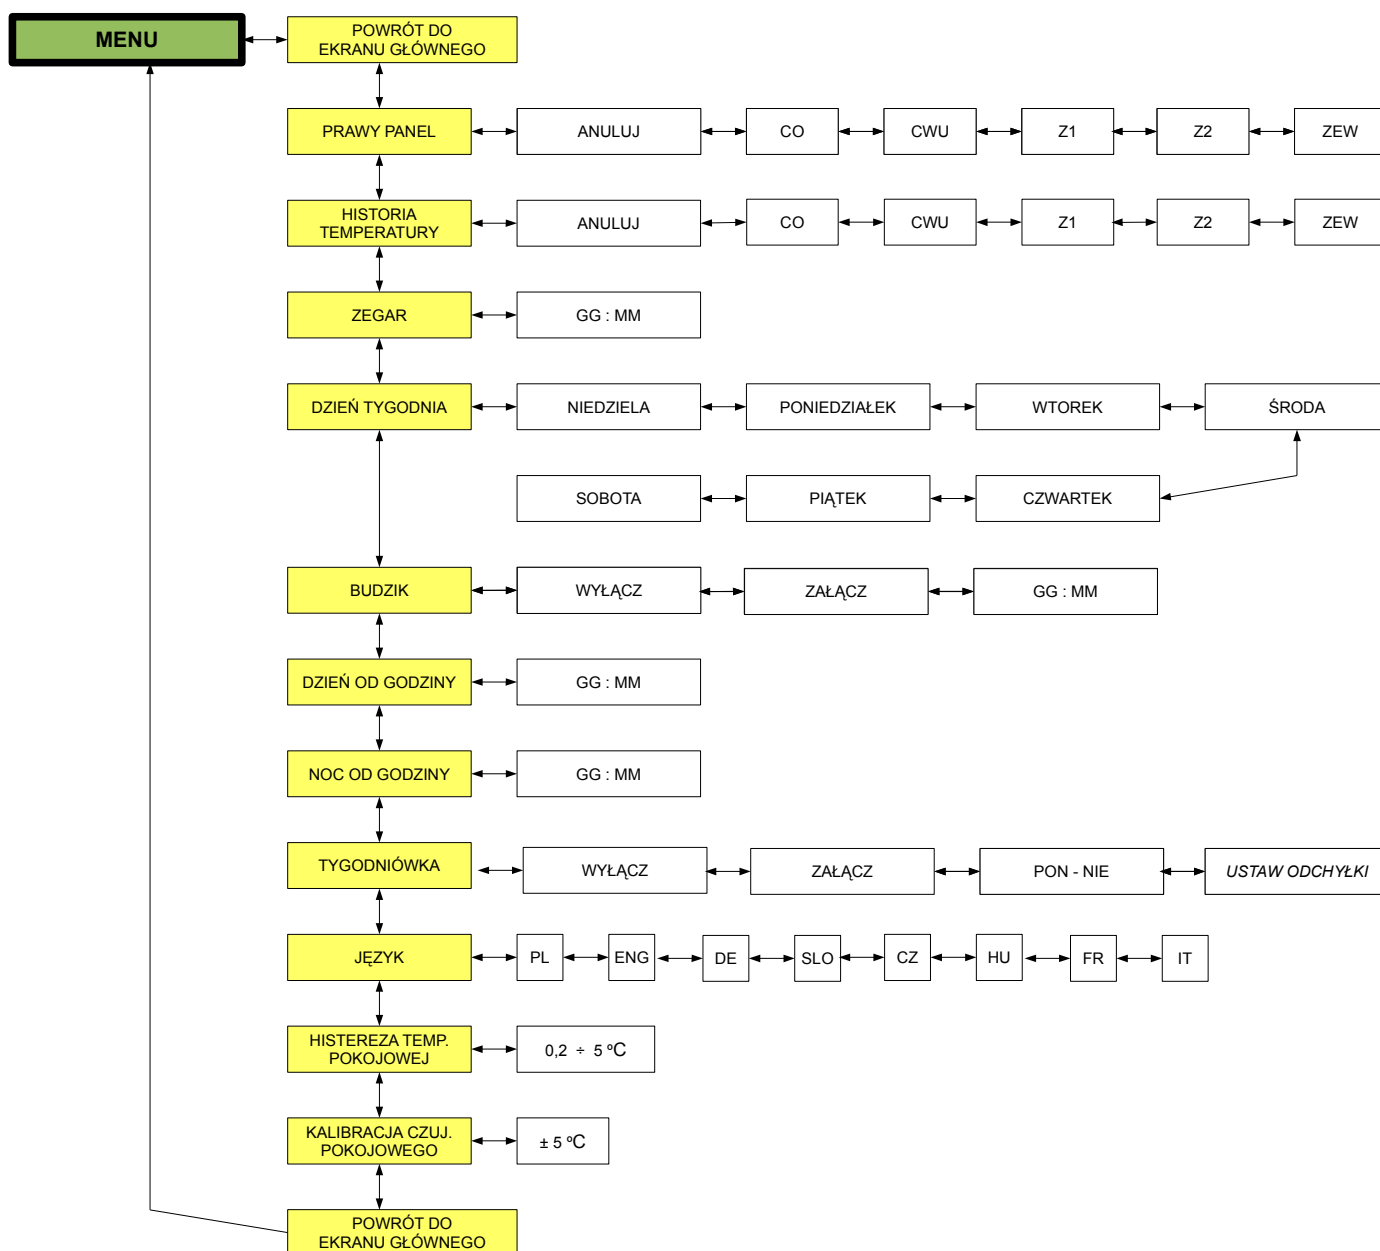 MENU
POWRÓT DO
EKRANU GŁÓWNEGO
PRAWY PANEL
ANULUJ
CO
CWU
Z1
Z2
ZEW
HISTORIA
TEMPERATURY
ANULUJ
CO
CWU
Z1
Z2
ZEW
ZEGAR
GG : MM
DZIEŃ TYGODNIA
NIEDZIELA
PONIEDZIAŁEK
WTOREK
ŚRODA
SOBOTA
PIĄTEK
CZWARTEK
BUDZIK
WYŁĄCZ
ZAŁĄCZ
GG : MM
DZIEŃ OD GODZINY
GG : MM
NOC OD GODZINY
GG : MM
TYGODNIÓWKA
WYŁĄCZ
ZAŁĄCZ
PON - NIE
USTAW ODCHYŁKI
JĘZYK
PL
ENG
DE
SLO
CZ
HU
FR
IT
HISTEREZA TEMP.
POKOJOWEJ
0,2 ÷ 5 ºC
KALIBRACJA CZUJ.
POKOJOWEGO
± 5 ºC
POWRÓT DO
EKRANU GŁÓWNEGO